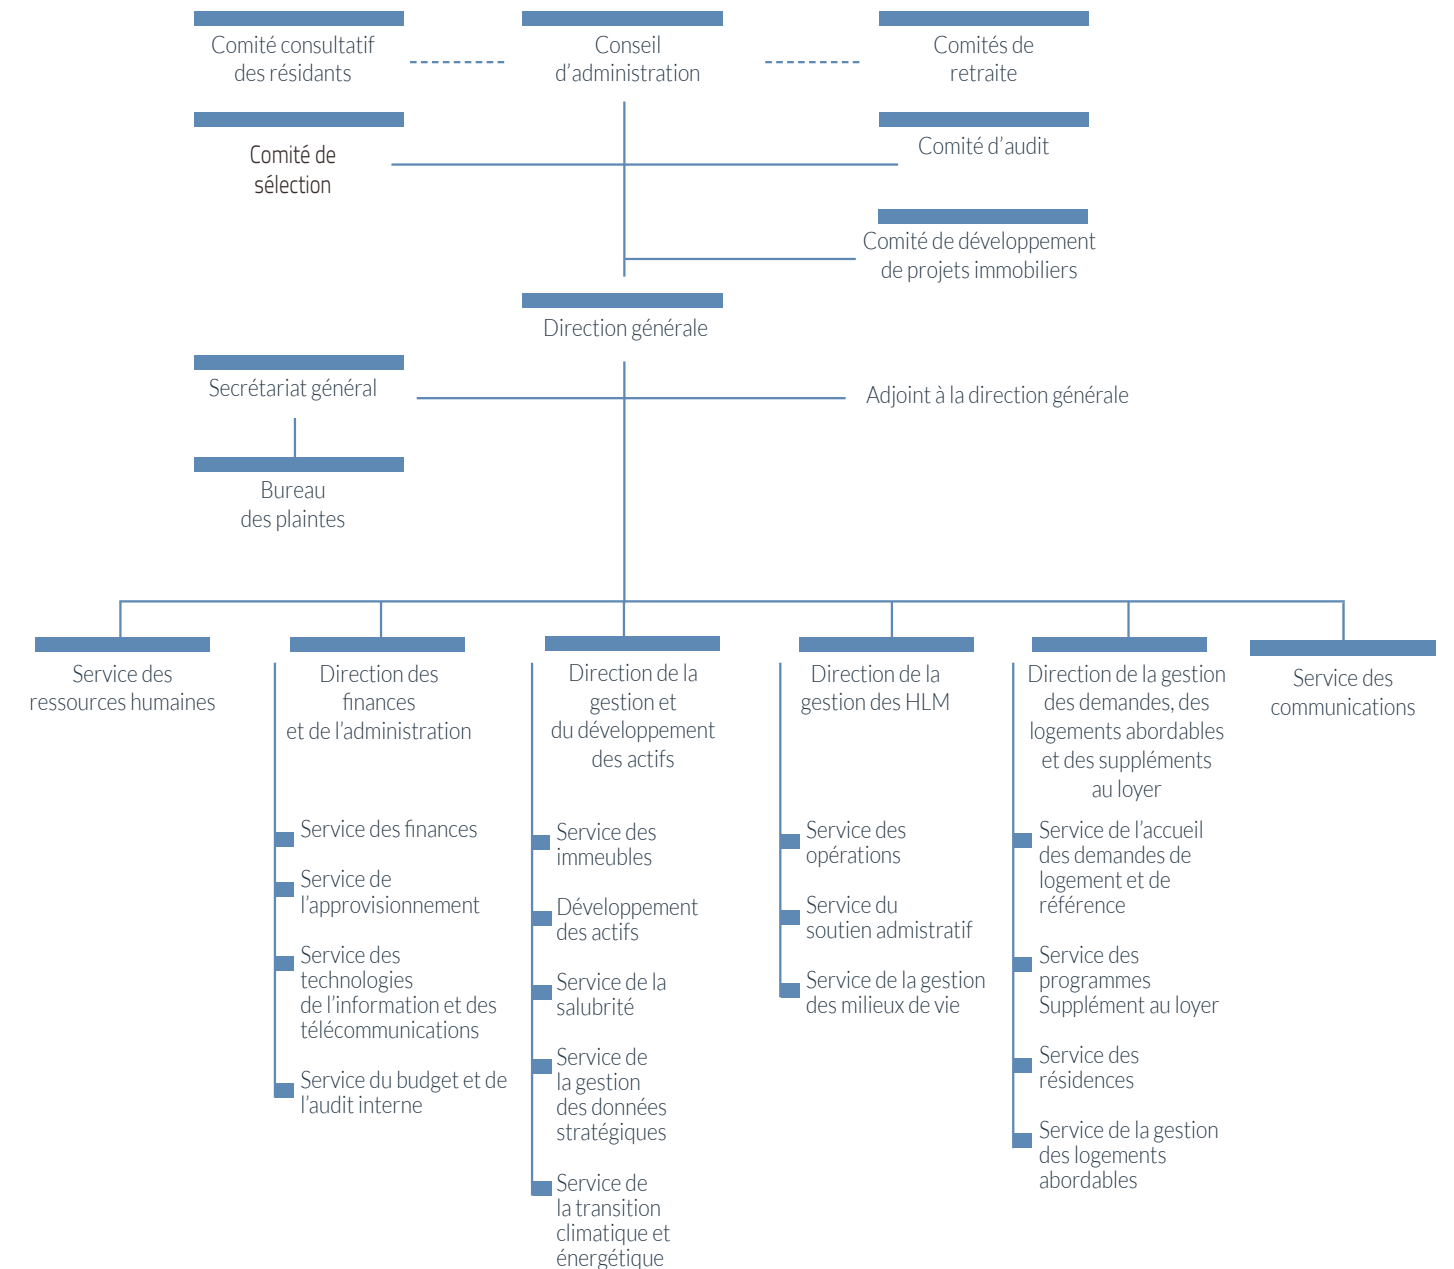 Comité consultatif
des résidants
Conseil
d’administration
Comités de
retraite
Comité de
sélection
Comité d’audit
Comité de développement
de projets immobiliers
Direction générale
Secrétariat général
Adjoint à la direction générale
Bureau
des plaintes
Service des
ressources humaines
Direction des
finances
et de l’administration
Service des finances
Service de
l’approvisionnement
Service des
technologies
de l’information et des
télécommunications
Service du budget et de
l’audit interne
Direction de la
gestion et
du développement
des actifs
Service des
immeubles
Développement
des actifs
Service de la
salubrité
Service de
la gestion
des données
stratégiques
Service de
la transition
climatique et
énergétique
Direction de la
gestion des HLM
Service des
opérations
Service du
soutien admistratif
Service de la gestion
des milieux de vie
Direction de la gestion
des demandes, des
logements abordables
et des suppléments
au loyer
Service de l’accueil
des demandes de
logement et de
référence
Service des
programmes
Supplément au loyer
Service des
résidences
Service de la gestion
des logements
abordables
Service des
communications